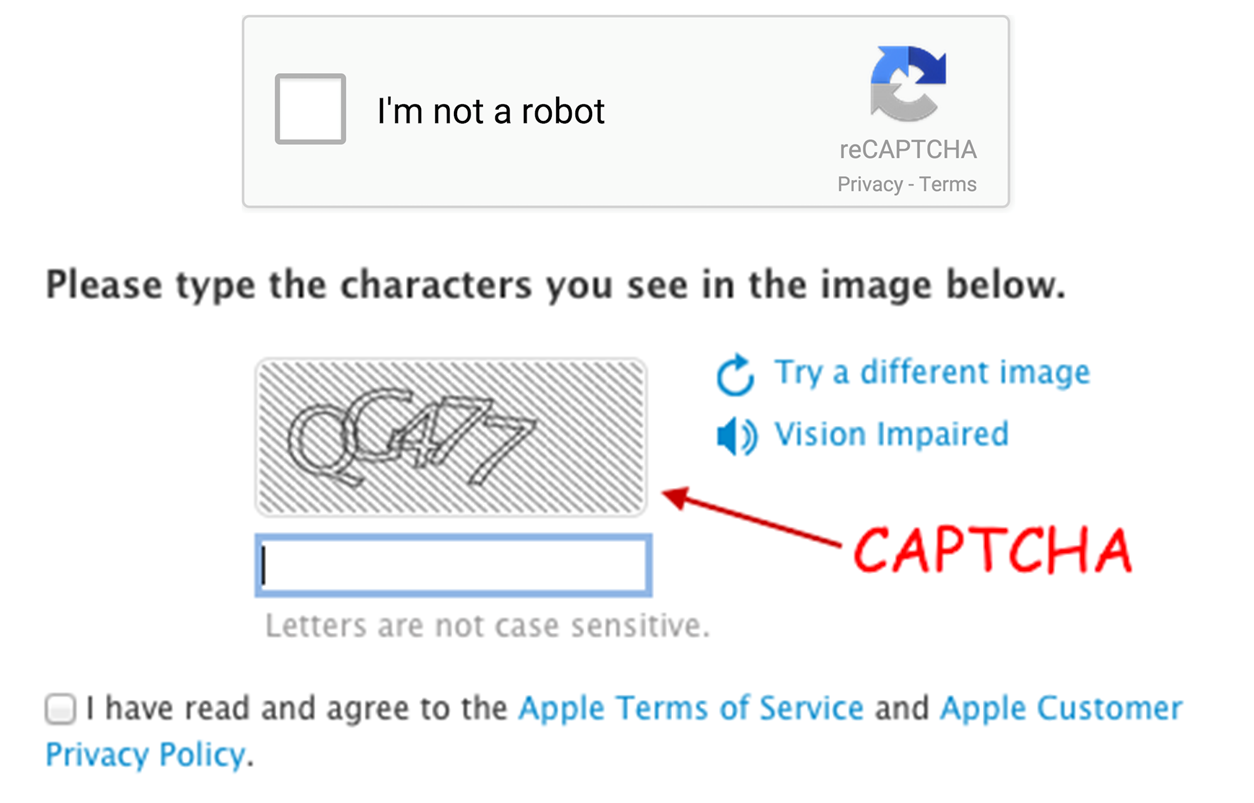 I'm not a robot
reCAPTCHA
Privacy - Terms
Please type the characters you see in the image below.
QG477
Try a different image
Vision Impaired
CAPTCHA
Letters are not case sensitive.
I have read and agree to the Apple Terms of Service and Apple Customer
Privacy Policy.